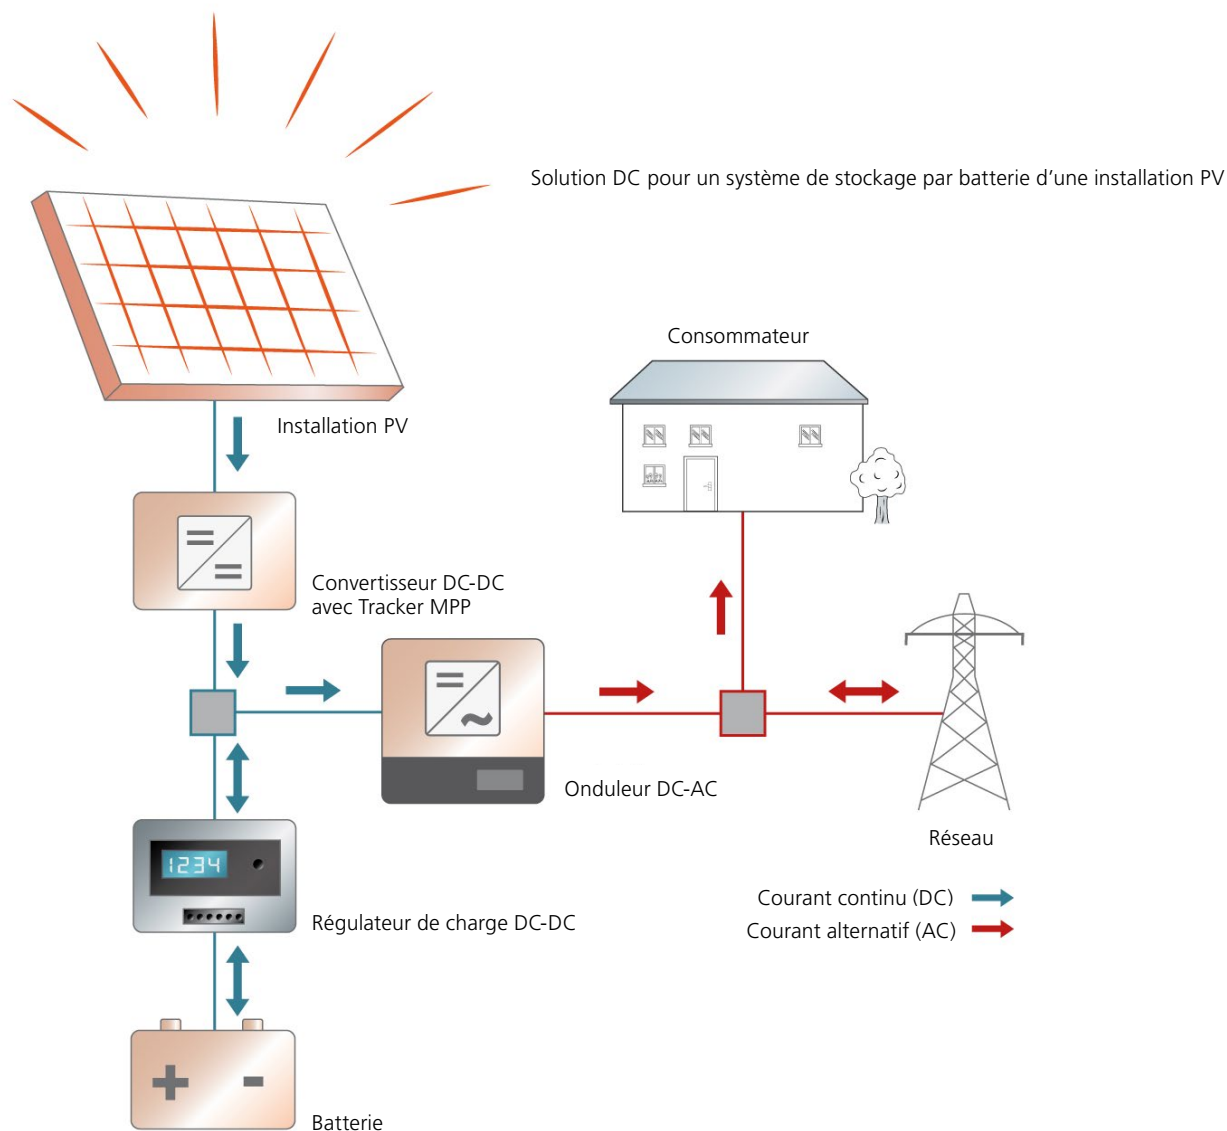 Solution DC pour un système de stockage par batterie d’une installation PV
Consommateur
Installation PV
Convertisseur DC-DC
avec Tracker MPP
Onduleur DC-AC
Réseau
1234
Régulateur de charge DC-DC
Courant continu (DC)
Courant alternatif (AC)
Batterie